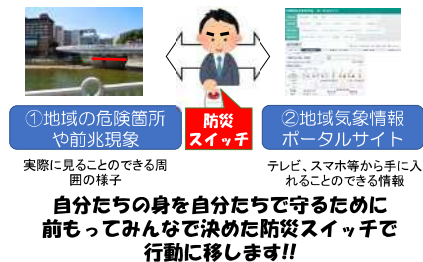 ①地域の危険箇所
や前兆現象
防災
スイッチ
②地域気象情報
ポータルサイト
実際に見ることのできる周
囲の様子
テレビ、スマホ等から手に入
れることのできる情報
自分たちの身を自分たちで守るために
前もってみんなで決めた防災スイッチで
行動に移します!!